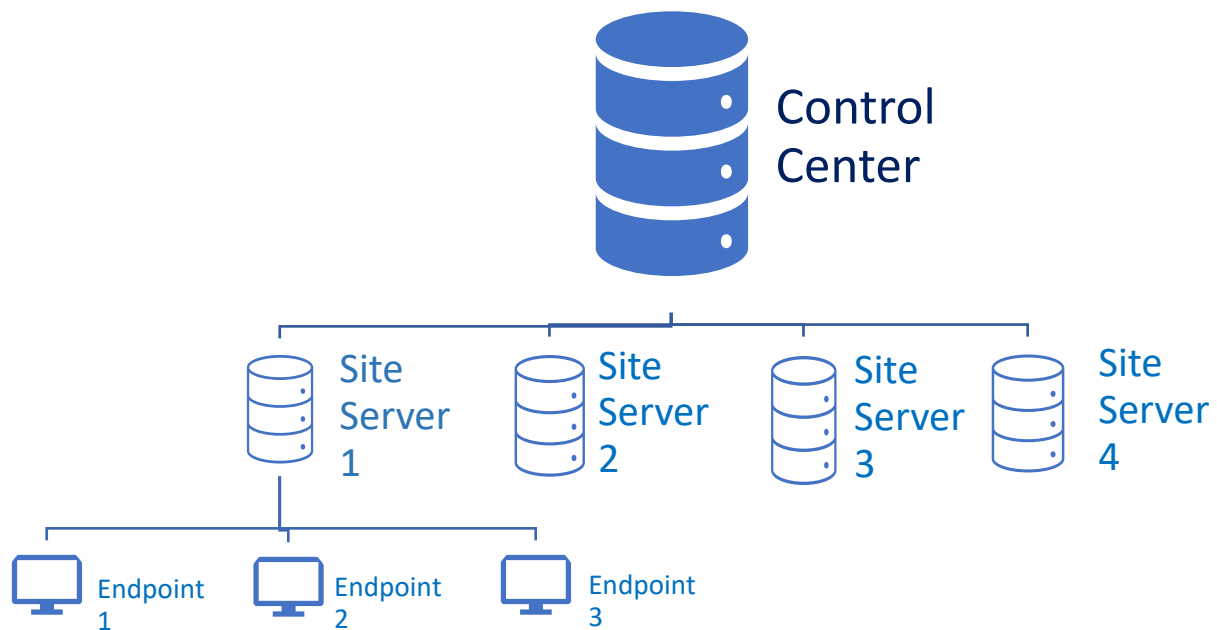 Control
Center
Site
Server
1
Site
Server
2
Site
Server
3
Site
Server
4
Endpoint
1
Endpoint
2
Endpoint
3